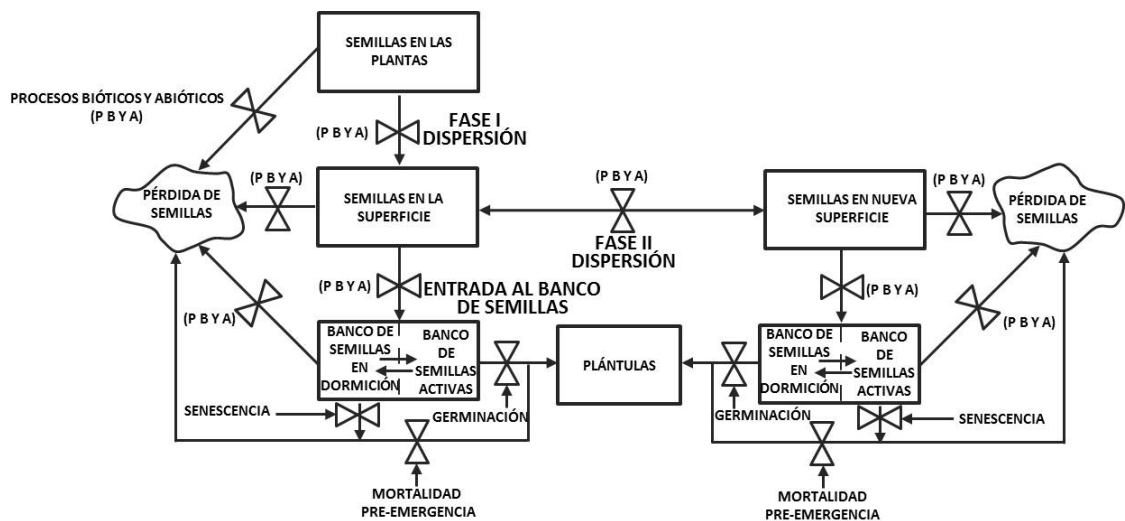 SEMILLAS EN LAS
PLANTAS
PROCESOS BIÓTICOS Y ABIÓTICOS
(P B Y A)
(P B Y A)
FASE I
DISPERSIÓN
PÉRDIDA DE
SEMILLAS
(P B Y A)
SEMILLAS EN LA
SUPERFICIE
(P B Y A)
FASE II
DISPERSIÓN
SEMILLAS EN NUEVA
SUPERFICIE
(P B Y A)
PÉRDIDA DE
SEMILLAS
(P B Y A)
(P B Y A)
ENTRADA AL BANCO
DE SEMILLAS
(P B Y A)
(P B Y A)
BANCO DE
SEMILLAS
EN
DORMICIÓN
BANCO
DE
SEMILLAS
ACTIVAS
PLÁNTULAS
BANCO DE
SEMILLAS
EN
DORMICIÓN
BANCO
DE
SEMILLAS
ACTIVAS
SENESCENCIA
GERMINACIÓN
GERMINACIÓN
SENESCENCIA
MORTALIDAD
PRE-EMERGENCIA
MORTALIDAD
PRE-EMERGENCIA